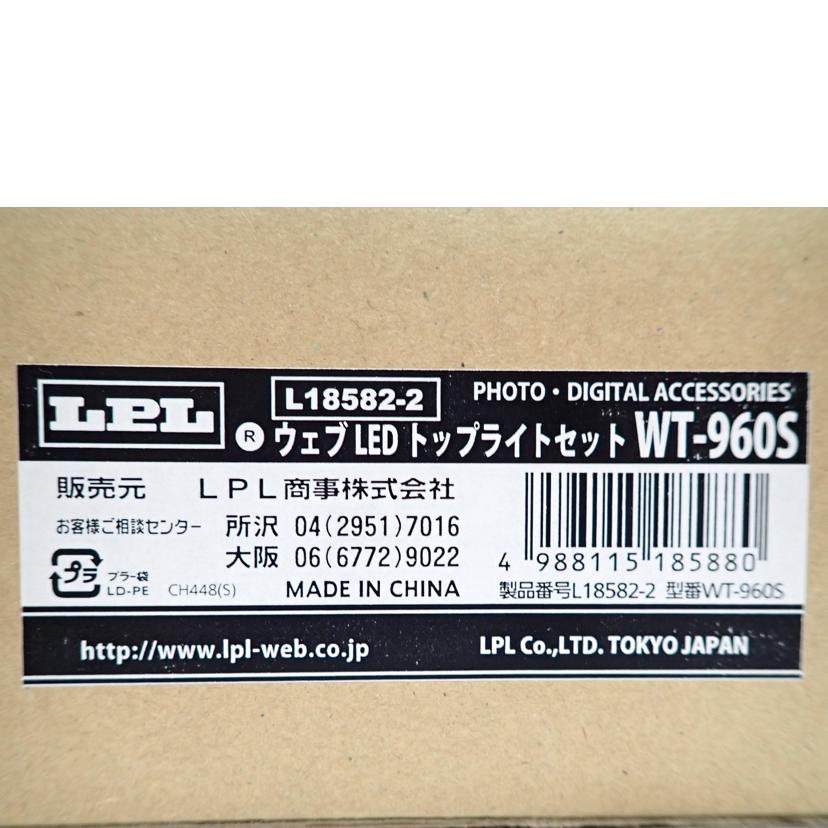 LPL
®
L18582-2
PHOTO・DIGITAL ACCESSORIES
ウェブLED トップライトセット WT-960S
販売元 LPL商事株式会社
お客様ご相談センター 所沢 04(2951)7016
大阪 06(6772)9022
プラ
プラー袋
LD-PE
CH448(S)
MADE IN CHINA
4 988115 185880
製品番号L18582-2 型番WT-960S
http://www.lpl-web.co.jp
LPL Co.,LTD. TOKYO JAPAN